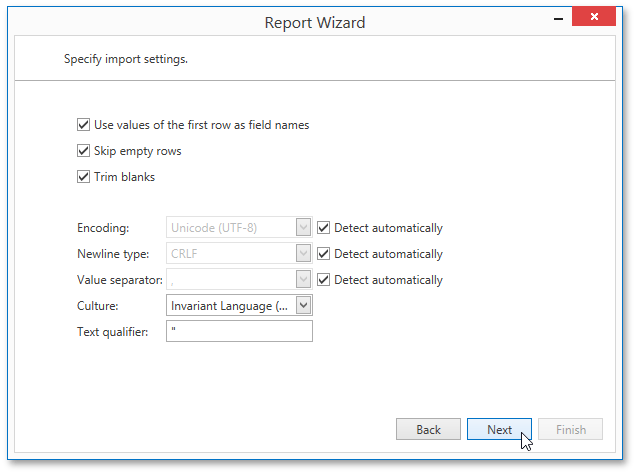 Report Wizard
Specify import settings.
Use values of the first row as field names
Skip empty rows
Trim blanks
Encoding: Unicode (UTF-8) Detect automatically
Newline type: CRLF Detect automatically
Value separator: , Detect automatically
Culture: Invariant Language (...
Text qualifier: "
Back Next Finish